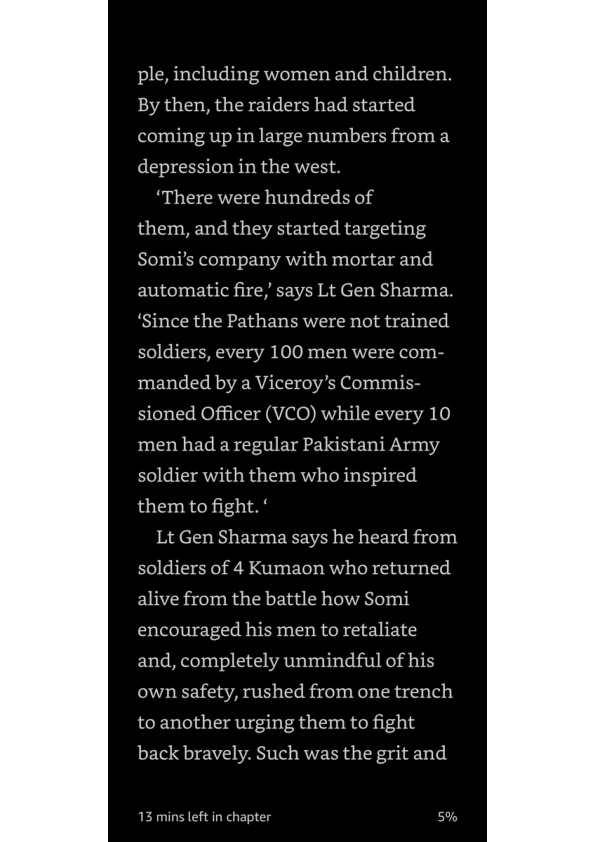 ple, including women and children.
By then, the raiders had started
coming up in large numbers from a
depression in the west.
‘There were hundreds of
them, and they started targeting
Somi’s company with mortar and
automatic fire,’ says Lt Gen Sharma.
‘Since the Pathans were not trained
soldiers, every 100 men were com-
manded by a Viceroy’s Commis-
sioned Officer (VCO) while every 10
men had a regular Pakistani Army
soldier with them who inspired
them to fight. ‘
Lt Gen Sharma says he heard from
soldiers of 4 Kumaon who returned
alive from the battle how Somi
encouraged his men to retaliate
and, completely unmindful of his
own safety, rushed from one trench
to another urging them to fight
back bravely. Such was the grit and
13 mins left in chapter 5%